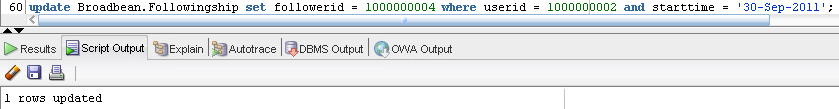 60 update Broadbean.Followingship set followerid = 1000000004 where userid = 1000000002 and starttime = '30-Sep-2011';
Results Script Output Explain Autotrace DBMS Output OWA Output
1 rows updated